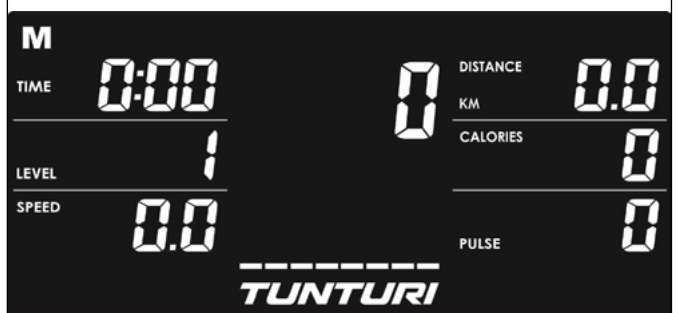 M
TIME 0:00
LEVEL 1
SPEED 0.0
0
DISTANCE
KM 0.0
CALORIES 0
PULSE 0
TUNTURI